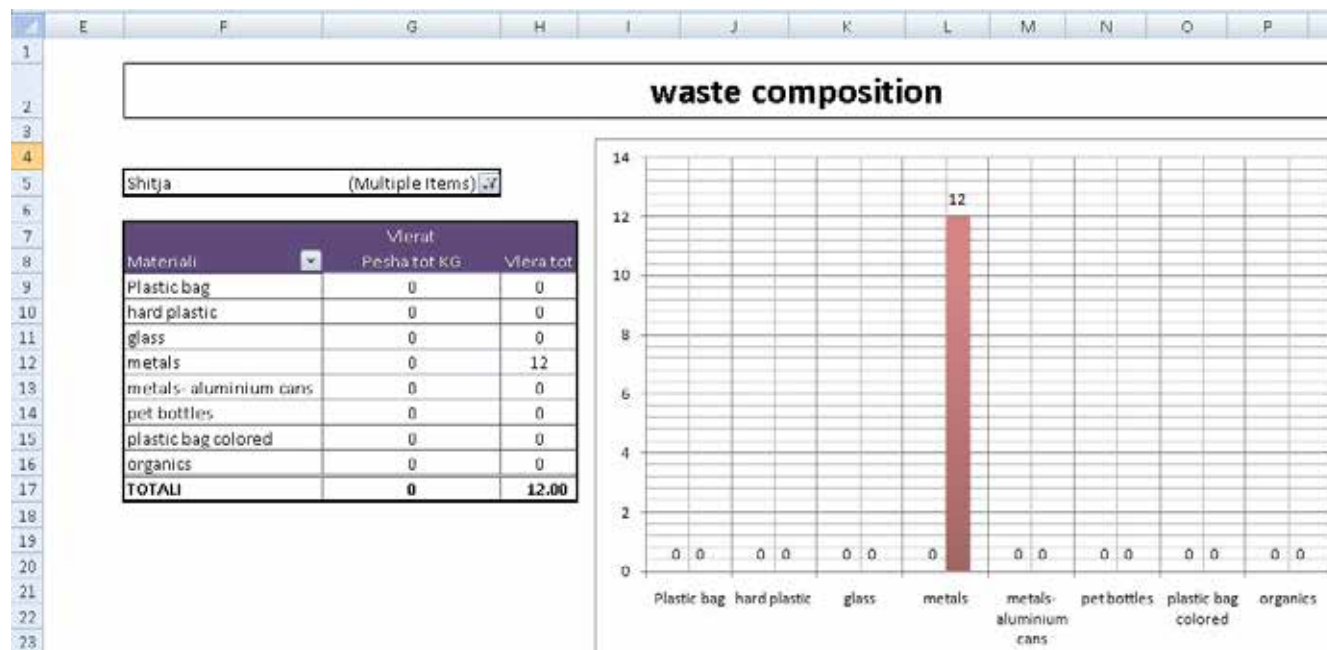 E F G H I J K L M N O P
1
2 waste composition
3
4
5 Shitja (Multiple Items)
6
7 Vlerat
8 Materiali Pesha tot KG Vlera tot
9 Plastic bag 0 0
10 hard plastic 0 0
11 glass 0 0
12 metals 0 12
13 metals- aluminium cans 0 0
14 pet bottles 0 0
15 plastic bag colored 0 0
16 organics 0 0
17 TOTALI 0 12.00
18
19
20
21
22
23
14
12
10
8
6
4
2
0
12
0 0 0 0 0 0 0 0 0 0 0 0 0 0 0
Plastic bag hard plastic glass metals metals- pet bottles plastic bag organics
aluminium colored
cans